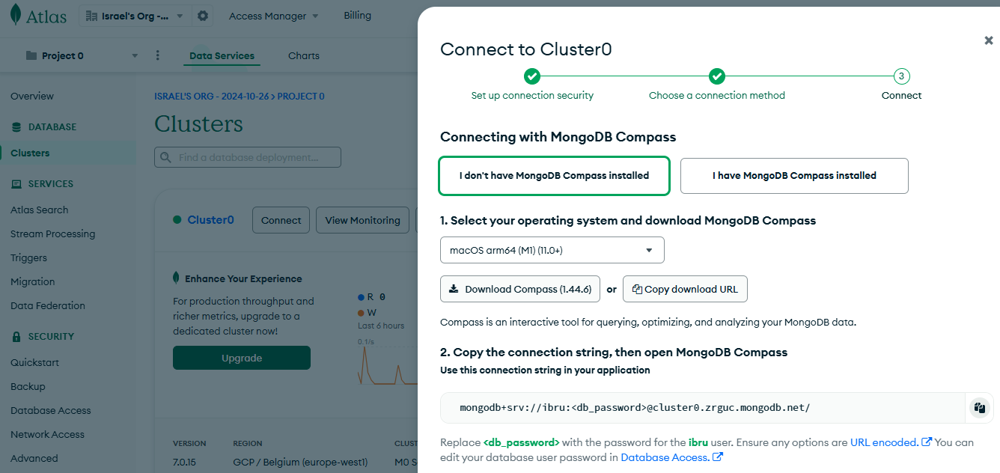 Atlas
Israel's Org -...
Access Manager
Billing
Project 0
Data Services
Charts
Overview
DATABASE
Clusters
SERVICES
Atlas Search
Stream Processing
Triggers
Migration
Data Federation
SECURITY
Quickstart
Backup
Database Access
Network Access
Advanced
ISRAEL'S ORG - 2024-10-26 > PROJECT 0
Clusters
Find a database deployment...
Cluster0
Connect
View Monitoring
Enhance Your Experience
For production throughput and
richer metrics, upgrade to a
dedicated cluster now!
Upgrade
R 0
W
Last 6 hours
0.1/s
VERSION
REGION
CLUST
7.0.15
GCP / Belgium (europe-west1)
M0 S
Connect to Cluster0
3
Set up connection security
Choose a connection method
Connect
Connecting with MongoDB Compass
I don't have MongoDB Compass installed
I have MongoDB Compass installed
1. Select your operating system and download MongoDB Compass
macOS arm64 (M1) (11.0+)
Download Compass (1.44.6)
or
Copy download URL
Compass is an interactive tool for querying, optimizing, and analyzing your MongoDB data.
2. Copy the connection string, then open MongoDB Compass
Use this connection string in your application
mongodb+srv://ibru:<db_password>@cluster0.zrguc.mongodb.net/
Replace <db_password> with the password for the ibru user. Ensure any options are URL encoded. You can
edit your database user password in Database Access.